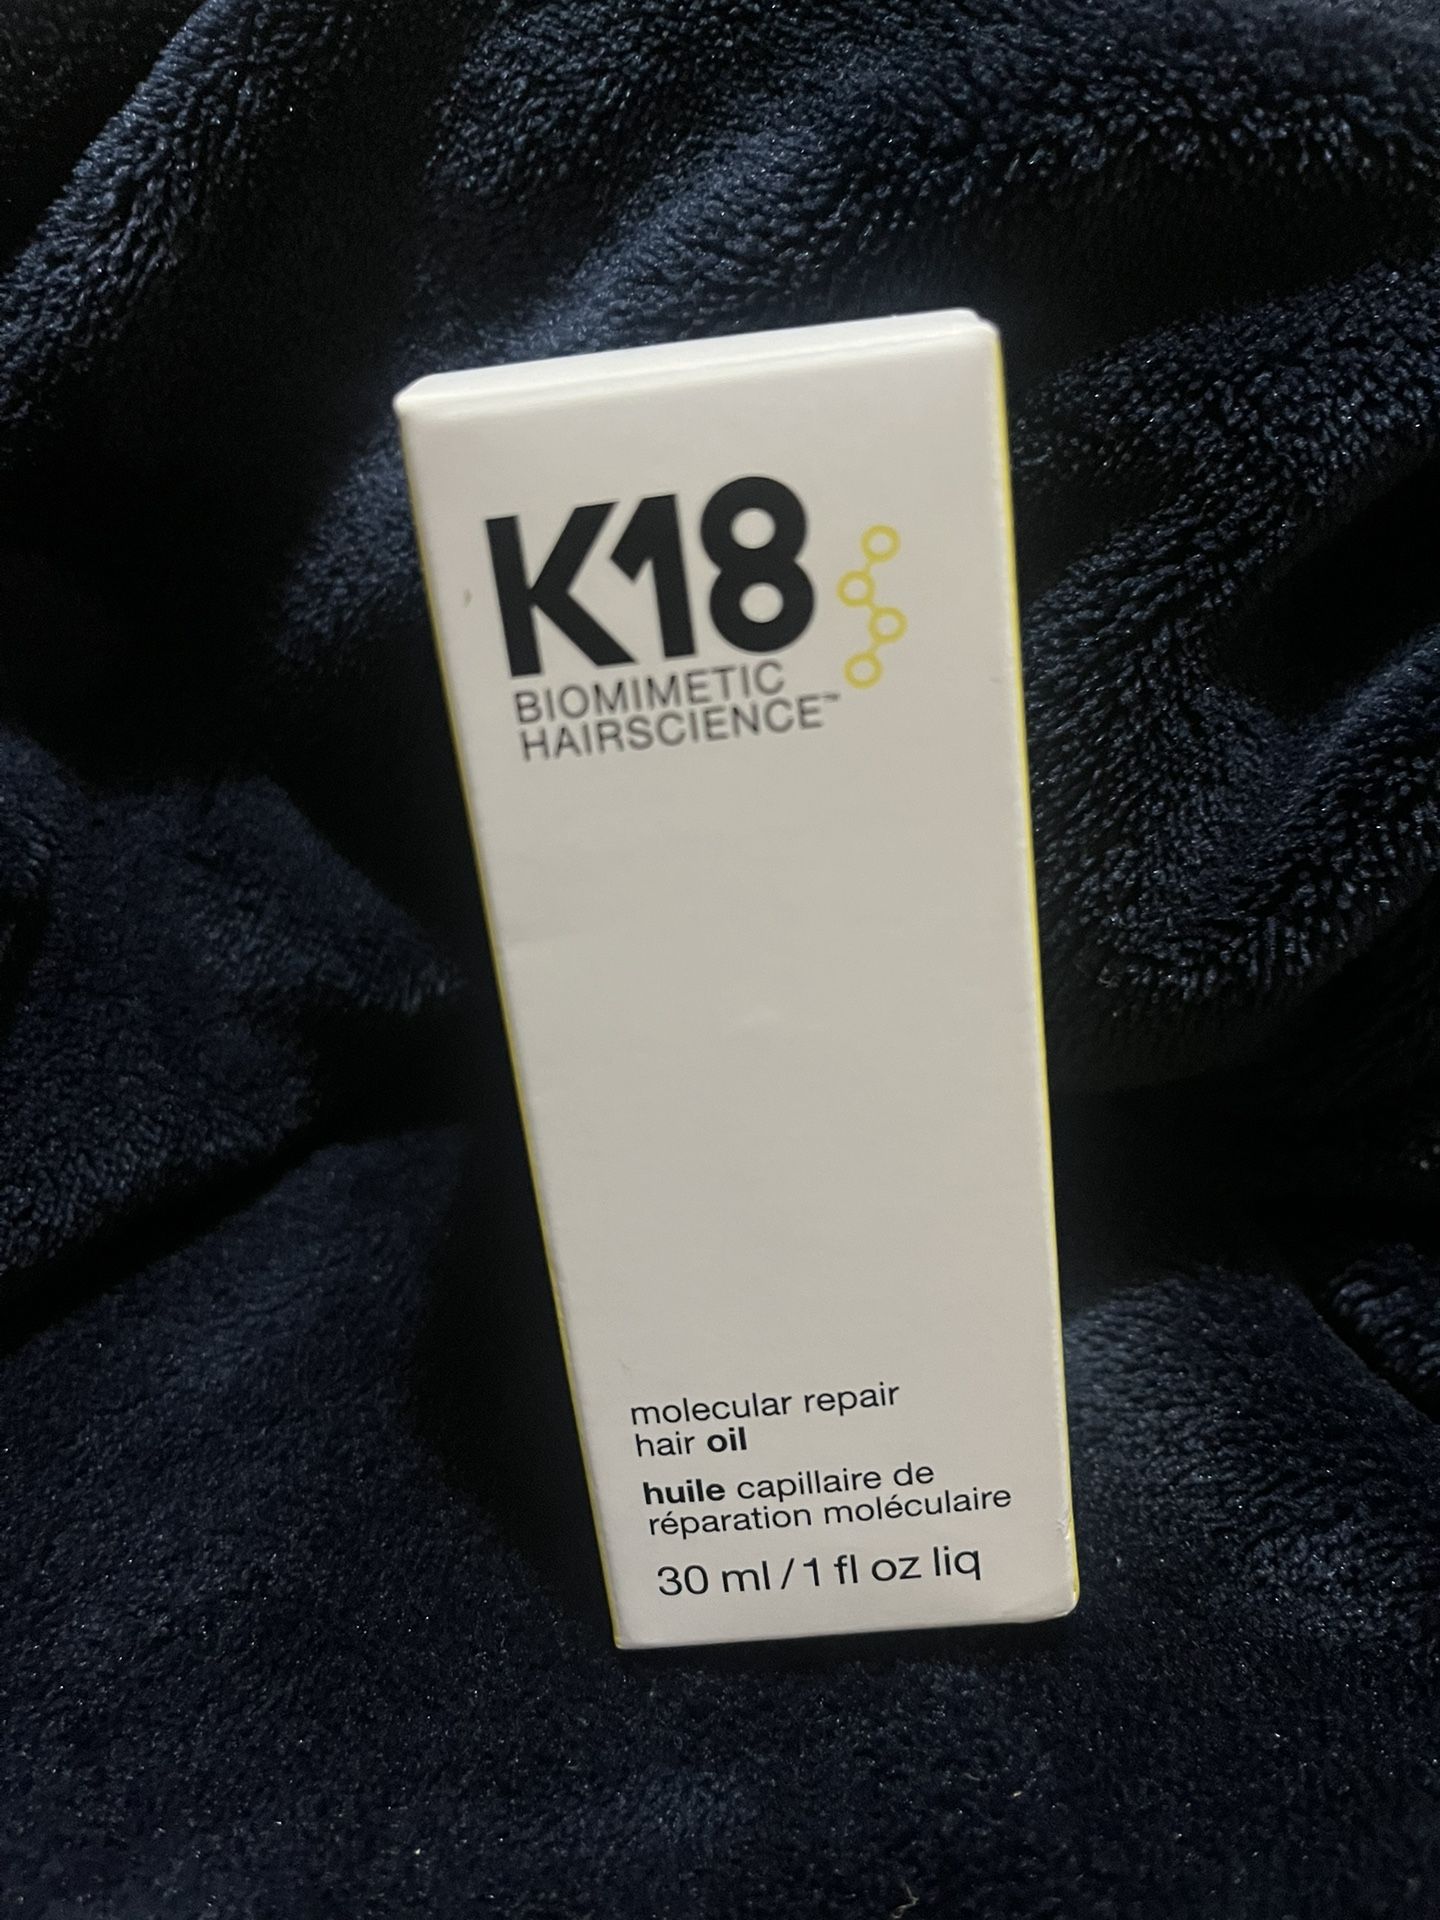 K18
BIOMIMETIC
HAIRSCIENCE™
molecular repair
hair oil
huile capillaire de
réparation moléculaire
30 ml / 1 fl oz liq